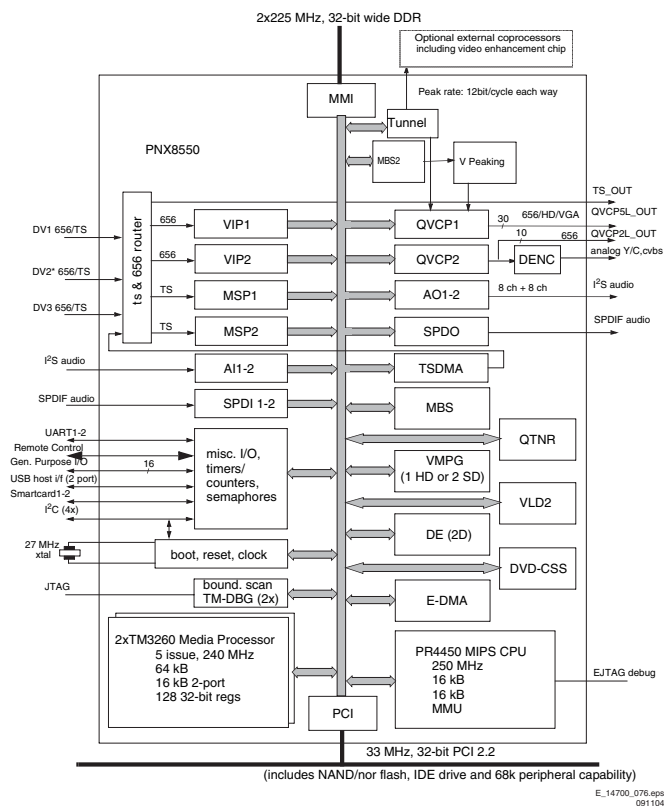 2x225 MHz, 32-bit wide DDR
Optional external coprocessors
including video enhancement chip
MMI
Peak rate: 12bit/cycle each way
Tunnel
PNX8550
MBS2
V Peaking
TS_OUT
ts & 656 router
DV1 656/TS
656
VIP1
QVCP1
30
656/HD/VGA
QVCP5L_OUT
10
656
QVCP2L_OUT
DV2* 656/TS
656
VIP2
QVCP2
DENC
analog Y/C,cvbs
TS
MSP1
AO1-2
8 ch + 8 ch
I²S audio
DV3 656/TS
TS
MSP2
SPDO
SPDIF audio
I²S audio
AI1-2
TSDMA
SPDIF audio
SPDI 1-2
MBS
UART1-2
Remote Control
Gen. Purpose I/O
16
USB host i/f (2 port)
Smartcard1-2
I²C (4x)
misc. I/O,
timers/
counters,
semaphores
QTNR
VMPG
(1 HD or 2 SD)
VLD2
27 MHz
xtal
boot, reset, clock
DE (2D)
DVD-CSS
JTAG
bound. scan
TM-DBG (2x)
E-DMA
2xTM3260 Media Processor
5 issue, 240 MHz
64 kB
16 kB 2-port
128 32-bit regs
PR4450 MIPS CPU
250 MHz
16 kB
16 kB
MMU
EJTAG debug
PCI
33 MHz, 32-bit PCI 2.2
(includes NAND/nor flash, IDE drive and 68k peripheral capability)
E_14700_076.eps
091104